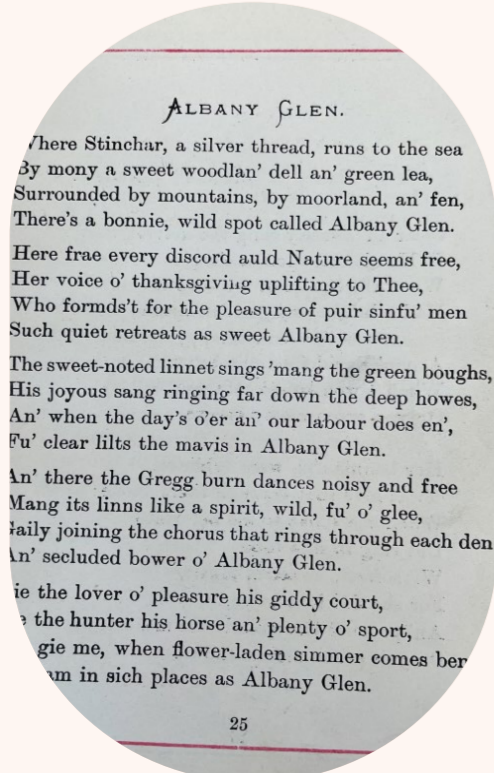 ALBANY GLEN.
Where Stinchar, a silver thread, runs to the sea
By mony a sweet woodlan' dell an' green lea,
Surrounded by mountains, by moorland, an' fen,
There's a bonnie, wild spot called Albany Glen.
Here frae every discord auld Nature seems free,
Her voice o' thanksgiving uplifting to Thee,
Who formds't for the pleasure of puir sinfu' men
Such quiet retreats as sweet Albany Glen.
The sweet-noted linnet sings 'mang the green boughs,
His joyous sang ringing far down the deep howes,
An' when the day's o'er an' our labour does en',
Fu' clear lilts the mavis in Albany Glen.
An' there the Gregg burn dances noisy and free
Mang its linns like a spirit, wild, fu' o' glee,
Gaily joining the chorus that rings through each den
An' secluded bower o' Albany Glen.
the lover o' pleasure his giddy court,
the hunter his horse an' plenty o' sport,
gie me, when flower-laden simmer comes
in sich places as Albany Glen.
25